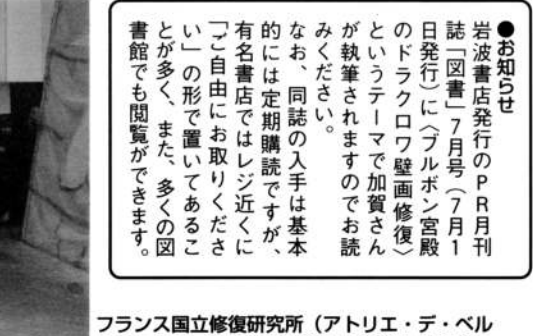 ●お知らせ
岩波書店発行のPR月刊
誌「図書」7月号（7月1
日発行）に〈ブルボン宮殿
のドラクロワ壁画修復〉
というテーマで加賀さん
が執筆されますのでお読
みください。
なお、同誌の入手は基本
的には定期購読ですが、
有名書店ではレジ近くに
「ご自由にお取りくださ
い」の形で置いてあるこ
とが多く、また、多くの図
書館でも閲覧ができます。
フランス国立修復研究所（アトリエ・デ・ベル